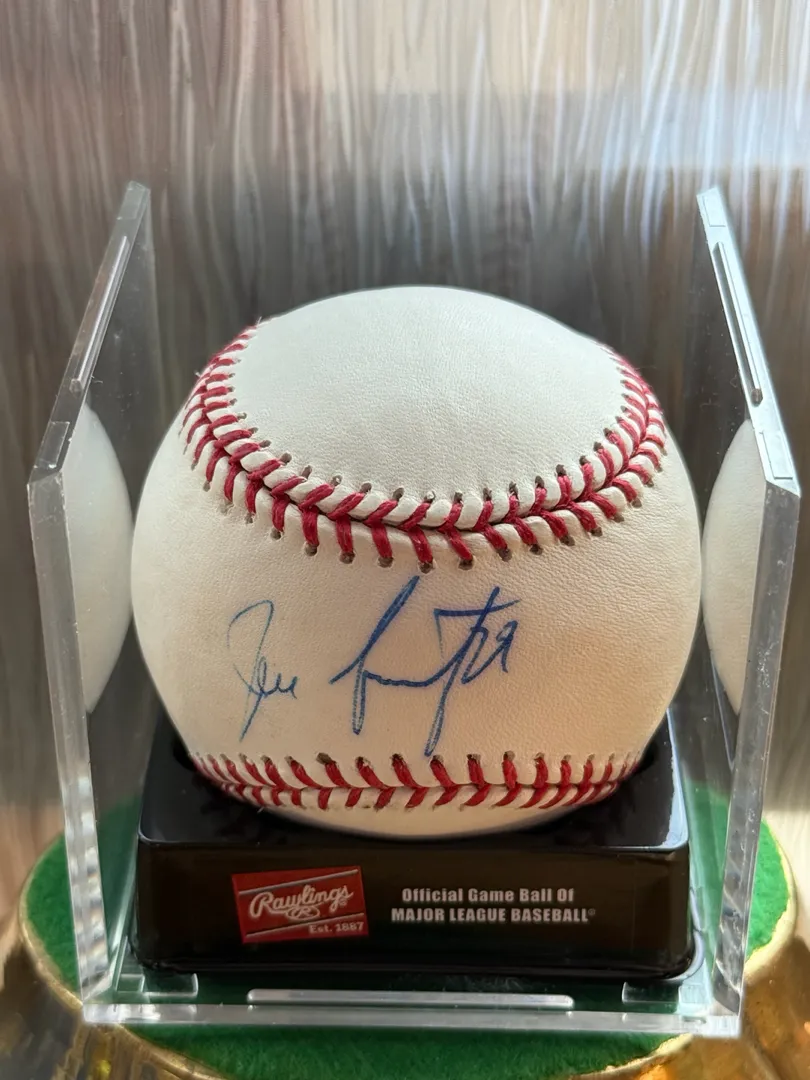 Rawlings
Est. 1887
Official Game Ball Of
MAJOR LEAGUE BASEBALL®